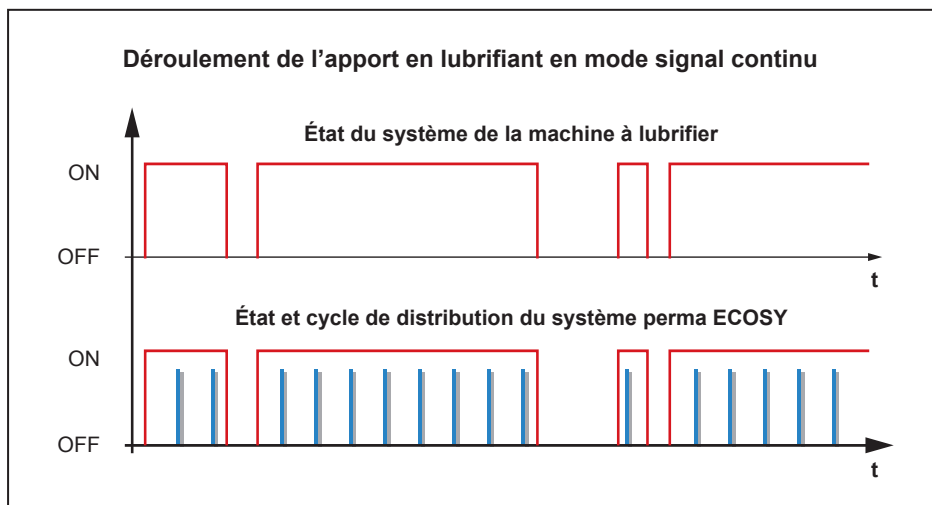 Déroulement de l'apport en lubrifiant en mode signal continu
État du système de la machine à lubrifier
ON
OFF
t
État et cycle de distribution du système perma ECOSY
ON
OFF
t